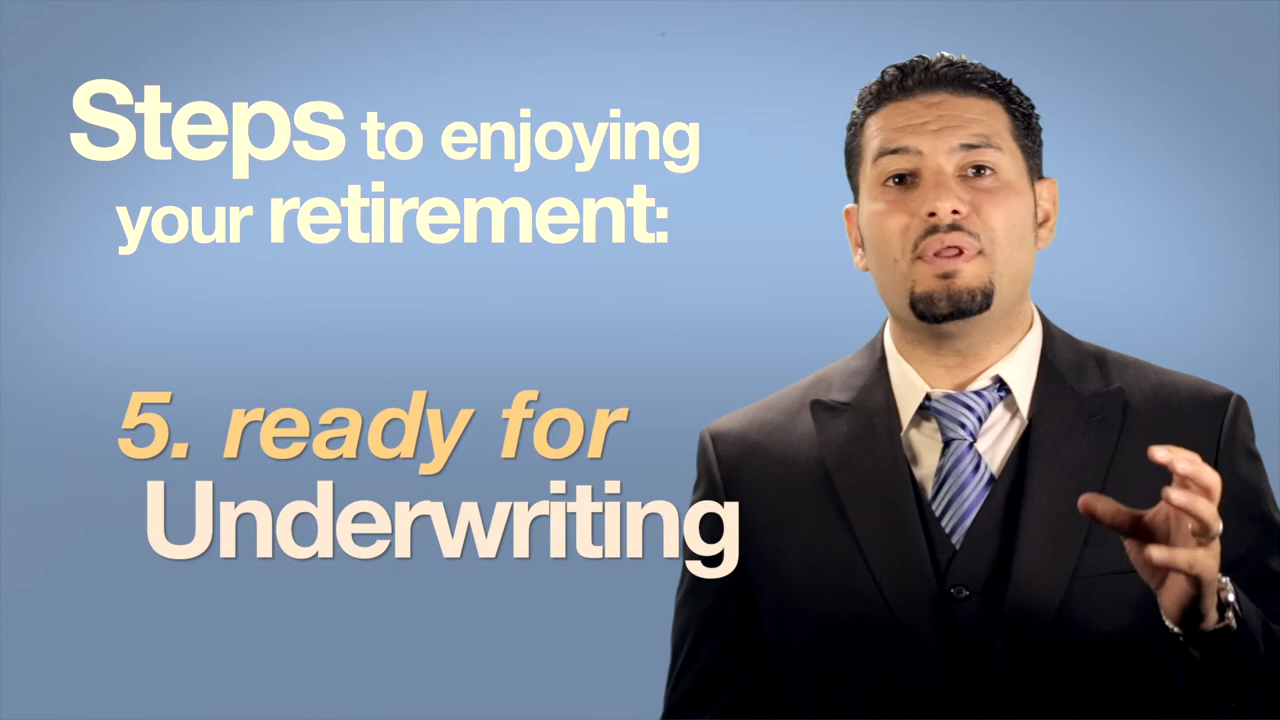 Steps to enjoying
your retirement:
5. ready for
Underwriting